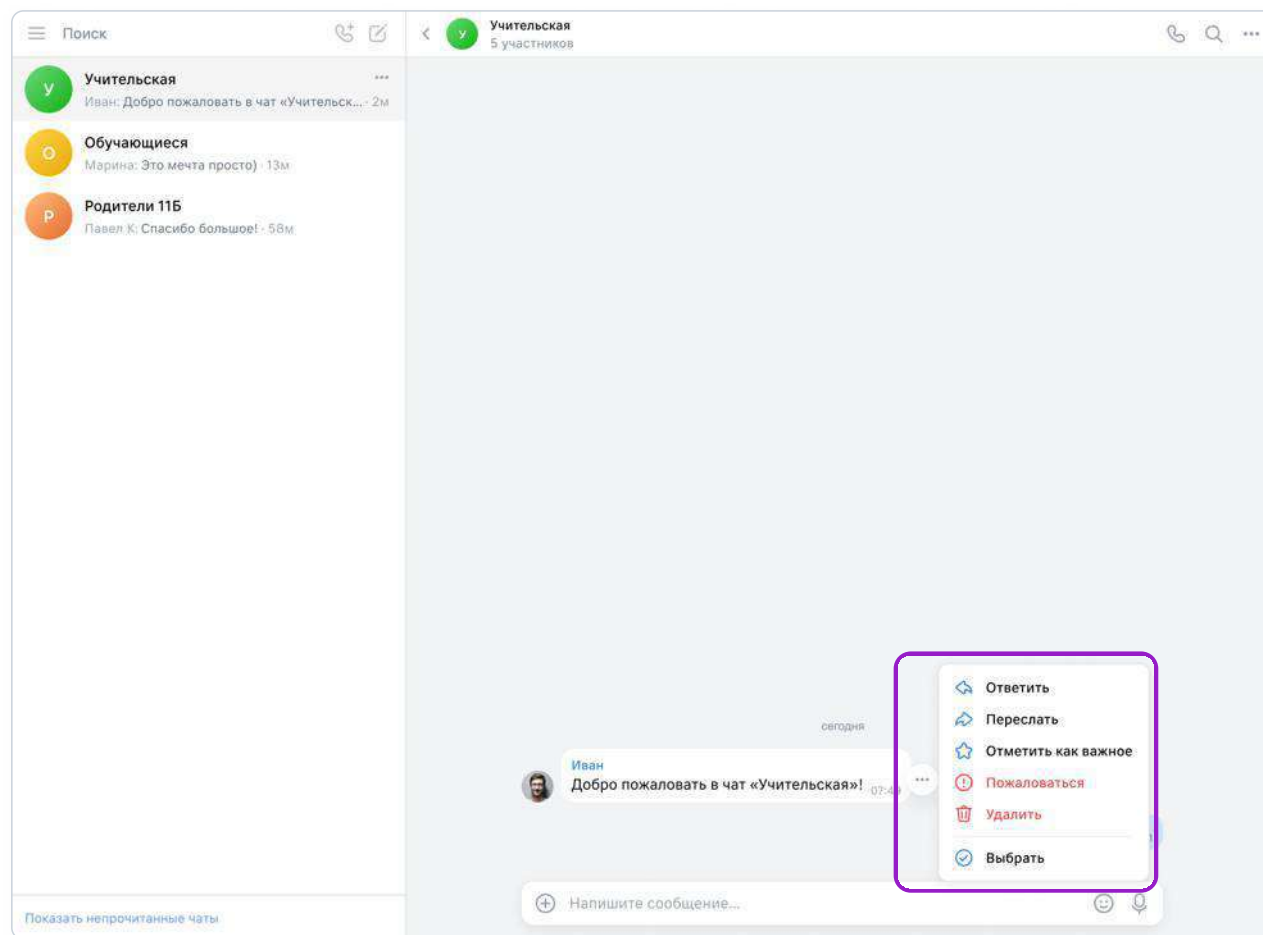 Поиск
У
Учительская
Иван: Добро пожаловать в чат «Учительск... · 2м
О
Обучающиеся
Марина: Это мечта просто) · 13м
Р
Родители 11Б
Павел К: Спасибо большое! · 58м
Показать непрочитанные чаты
У
Учительская
5 участников
сегодня
Иван
Добро пожаловать в чат «Учительская»! 07:49
Ответить
Переслать
Отметить как важное
Пожаловаться
Удалить
Выбрать
Напишите сообщение...